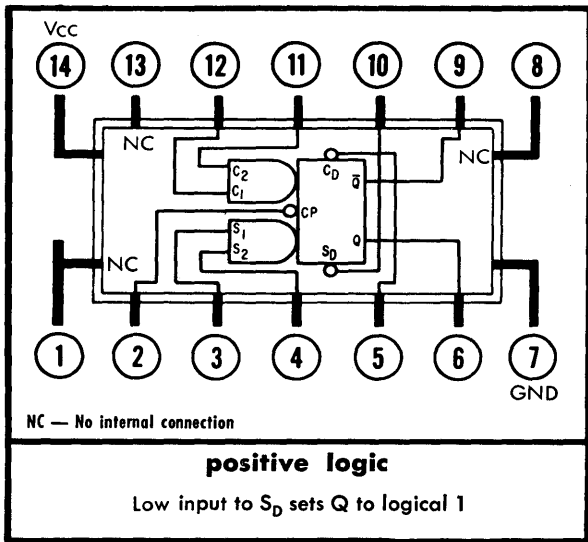 Vcc
14 13 12 11 10 9 8
NC
NC
C2
C1
CD
Q̅
CP
S1
S2
Q
SD
NC
1 2 3 4 5 6 7
GND
NC — No internal connection
positive logic
Low input to SD sets Q to logical 1